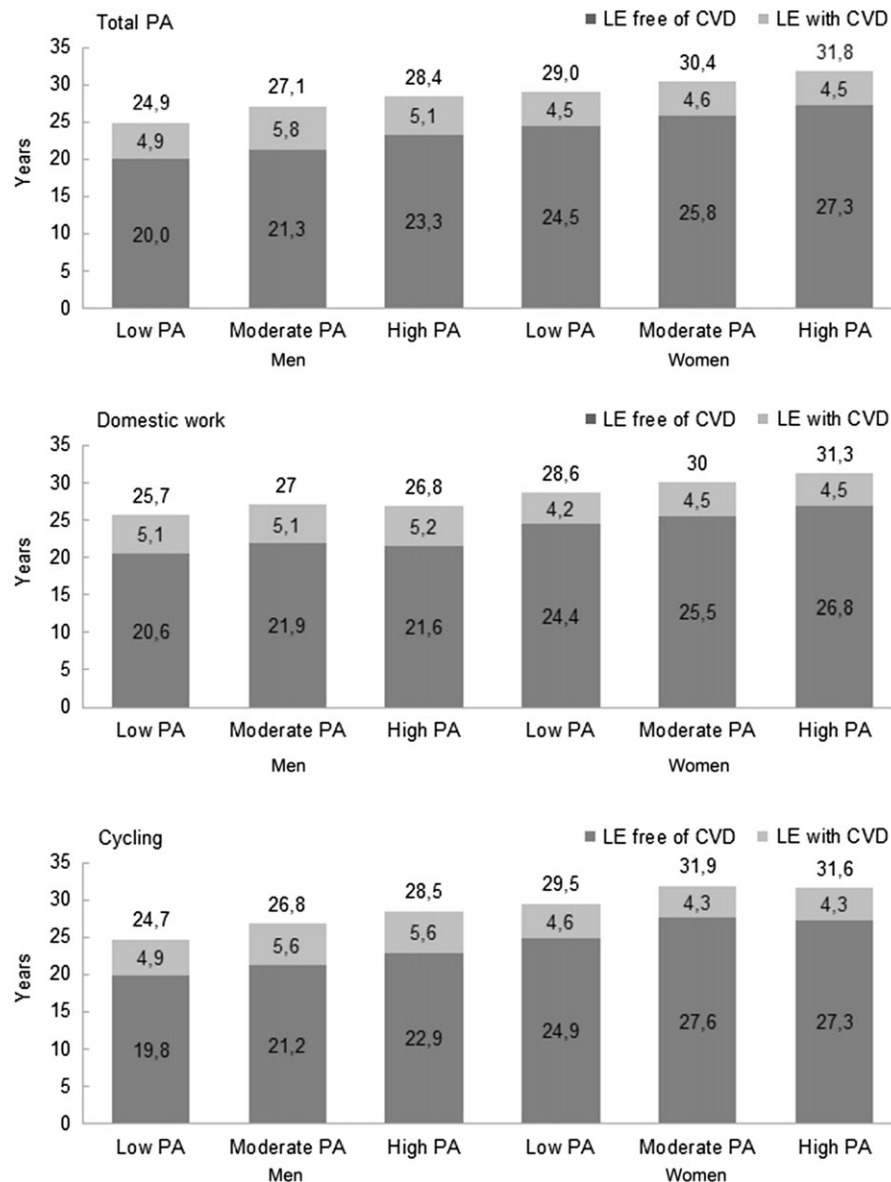 Total PA
LE free of CVD LE with CVD
35
30
25
20
15
10
5
0
Years
24,9 27,1 28,4 29,0 30,4 31,8
4,9 5,8 5,1 4,5 4,6 4,5
20,0 21,3 23,3 24,5 25,8 27,3
Low PA Moderate PA High PA Low PA Moderate PA High PA
Men Women
Domestic work
LE free of CVD LE with CVD
35
30
25
20
15
10
5
0
Years
25,7 27 26,8 28,6 30 31,3
5,1 5,1 5,2 4,2 4,5 4,5
20,6 21,9 21,6 24,4 25,5 26,8
Low PA Moderate PA High PA Low PA Moderate PA High PA
Men Women
Cycling
LE free of CVD LE with CVD
35
30
25
20
15
10
5
0
Years
24,7 26,8 28,5 29,5 31,9 31,6
4,9 5,6 5,6 4,6 4,3 4,3
19,8 21,2 22,9 24,9 27,6 27,3
Low PA Moderate PA High PA Low PA Moderate PA High PA
Men Women